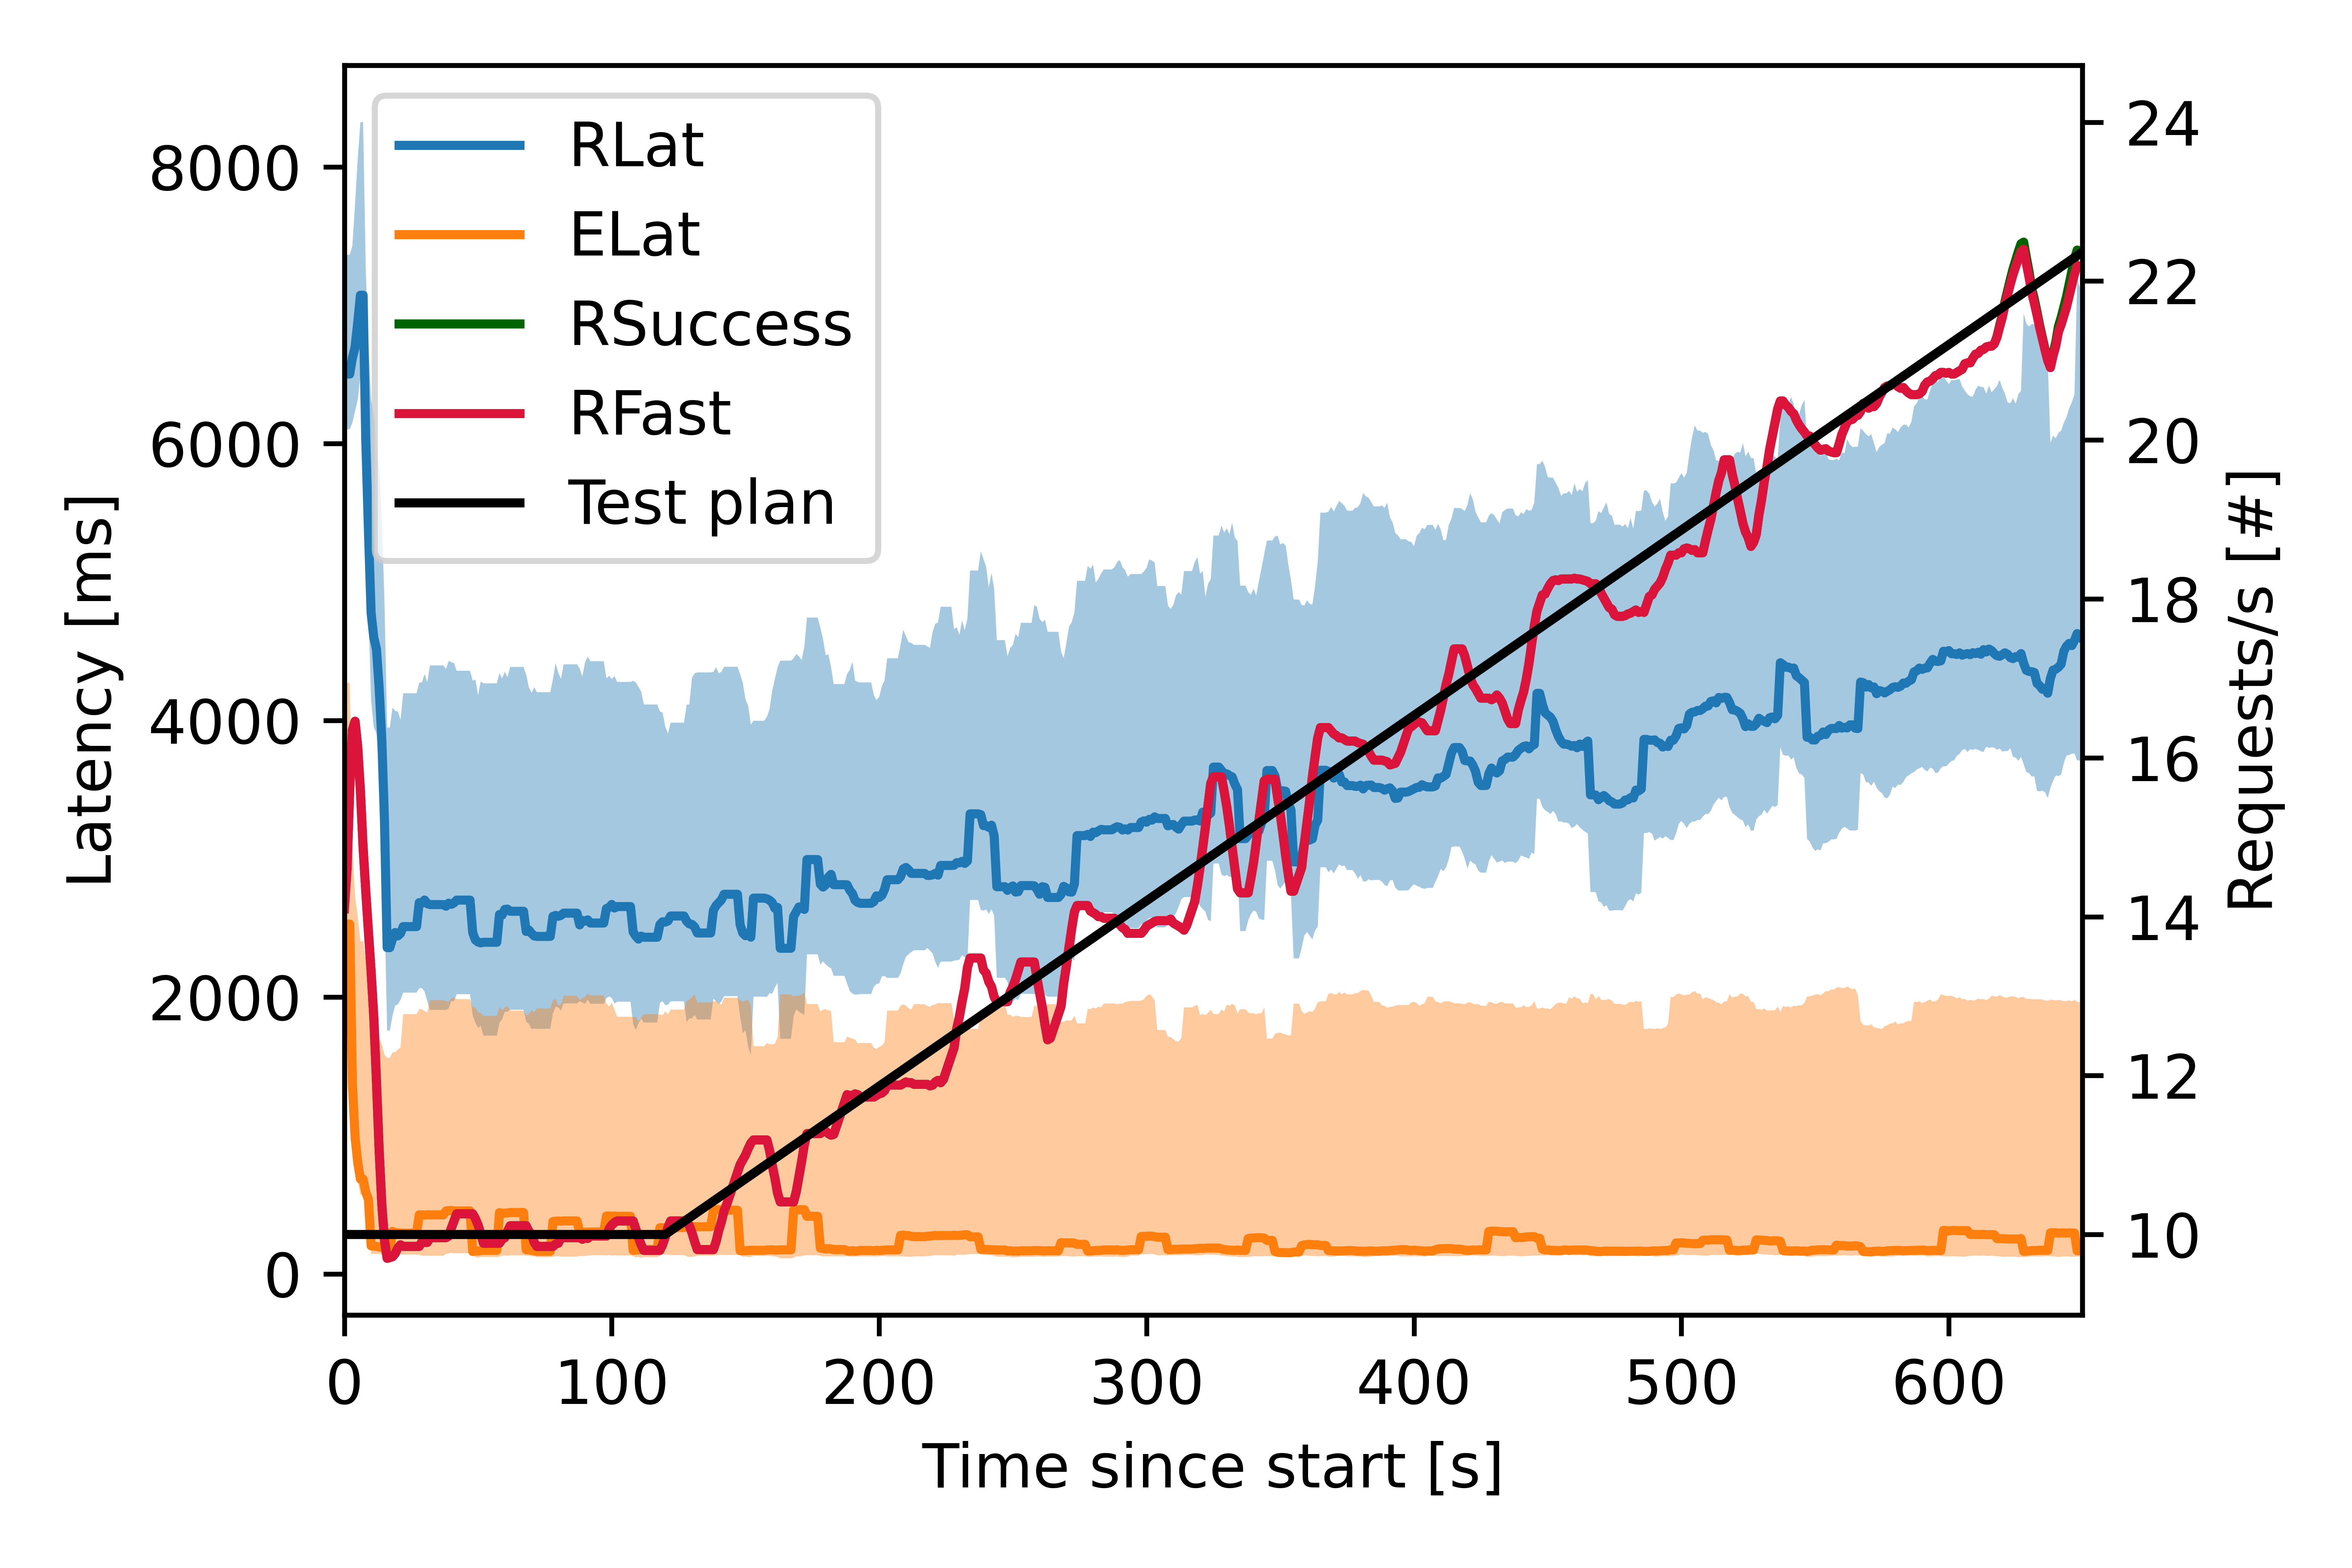 RLat
ELat
RSuccess
RFast
Test plan
8000
6000
4000
2000
0
Latency [ms]
24
22
20
18
16
14
12
10
Requests/s [#]
0
100
200
300
400
500
600
Time since start [s]